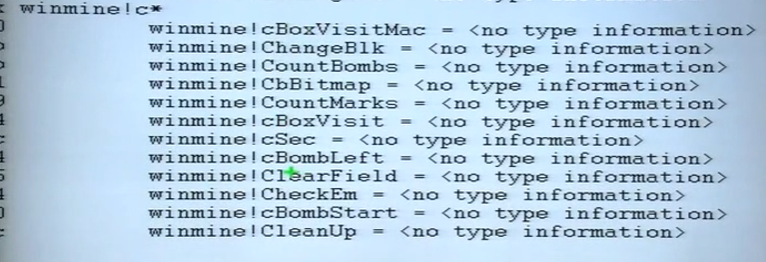 winmine!c*
winmine!cBoxVisitMac = <no type information>
winmine!ChangeBlk = <no type information>
winmine!CountBombs = <no type information>
winmine!CbBitmap = <no type information>
winmine!CountMarks = <no type information>
winmine!cBoxVisit = <no type information>
winmine!cSec = <no type information>
winmine!cBombLeft = <no type information>
winmine!ClearField = <no type information>
winmine!CheckEm = <no type information>
winmine!cBombStart = <no type information>
winmine!CleanUp = <no type information>